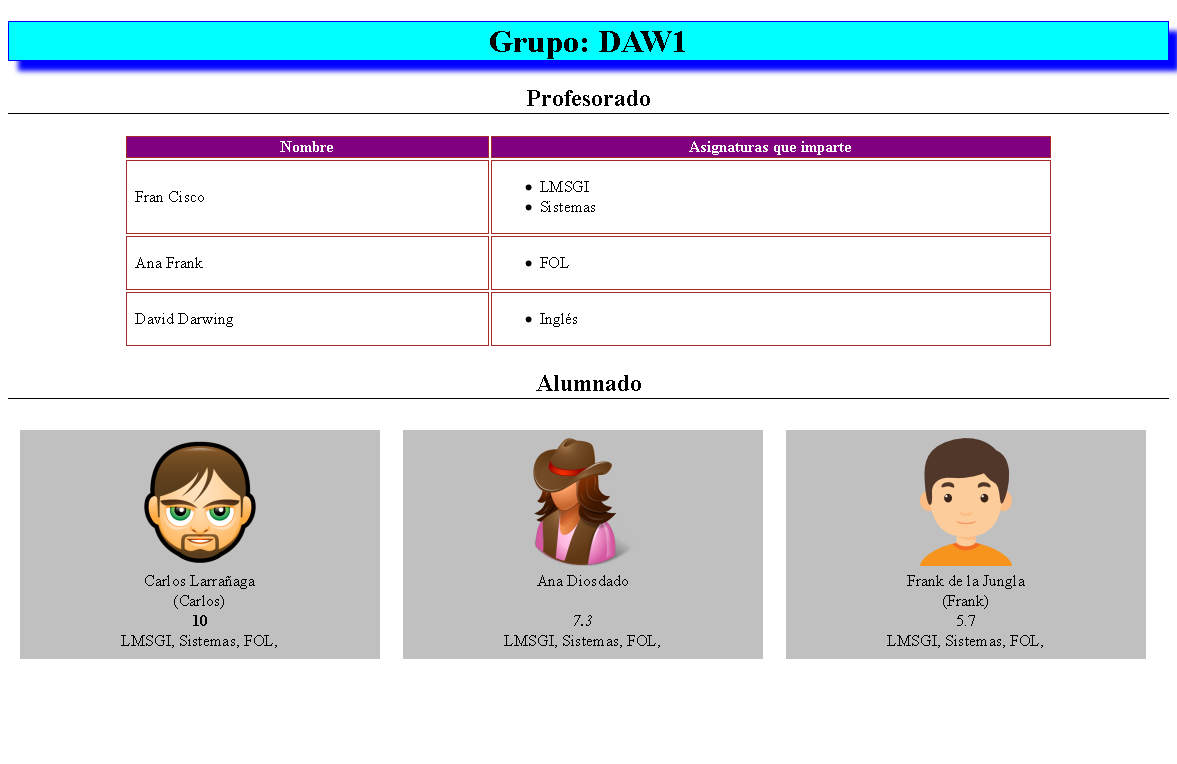 Grupo: DAW1
Profesorado
Nombre Asignaturas que imparte
Fran Cisco
• LMSGI
• Sistemas
Ana Frank
• FOL
David Darwing
• Inglés
Alumnado
Carlos Larrañaga
(Carlos)
10
LMSGI, Sistemas, FOL,
Ana Diosdado
7.3
LMSGI, Sistemas, FOL,
Frank de la Jungla
(Frank)
5.7
LMSGI, Sistemas, FOL,